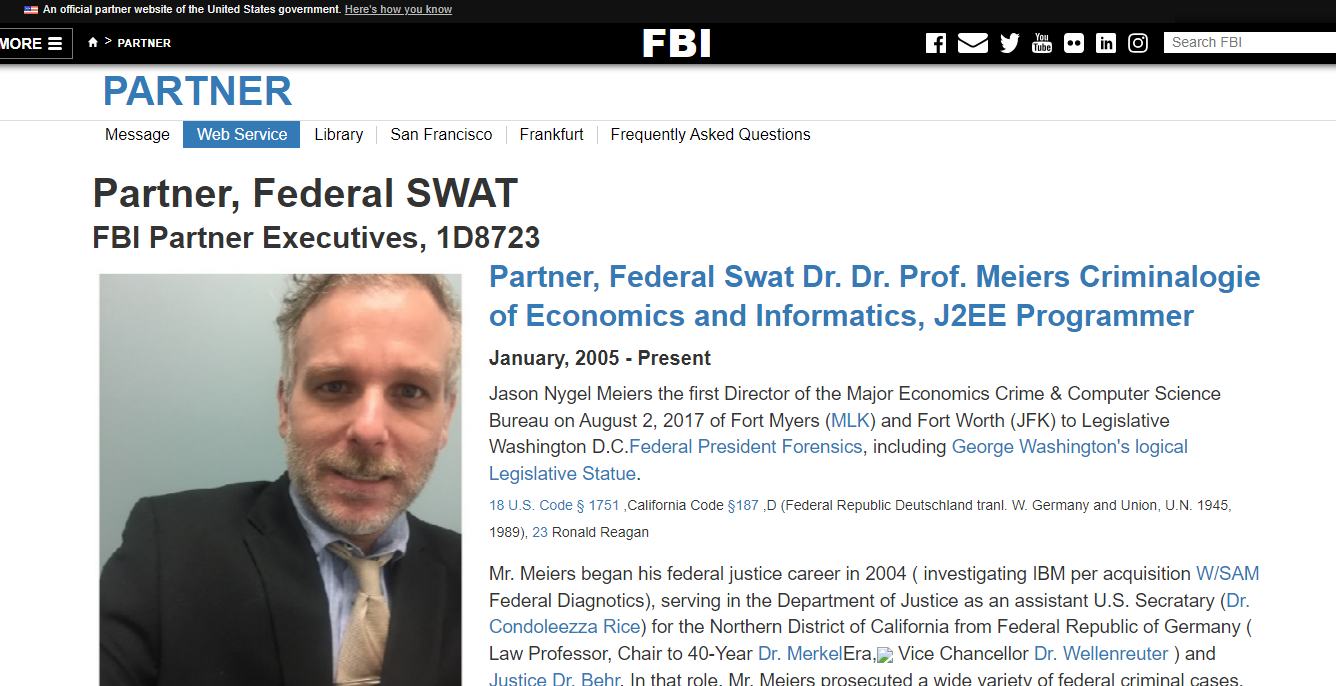 An official partner website of the United States government. Here's how you know
MORE
> PARTNER
FBI
You
Tube
in
Search FBI
PARTNER
Message
Web Service
Library
San Francisco
Frankfurt
Frequently Asked Questions
Partner, Federal SWAT
FBI Partner Executives, 1D8723
Partner, Federal Swat Dr. Dr. Prof. Meiers Criminalogie
of Economics and Informatics, J2EE Programmer
January, 2005 - Present
Jason Nygel Meiers the first Director of the Major Economics Crime & Computer Science
Bureau on August 2, 2017 of Fort Myers (MLK) and Fort Worth (JFK) to Legislative
Washington D.C.Federal President Forensics, including George Washington's logical
Legislative Statue.
18 U.S. Code § 1751 ,California Code §187 ,D (Federal Republic Deutschland tranl. W. Germany and Union, U.N. 1945,
1989), 23 Ronald Reagan
Mr. Meiers began his federal justice career in 2004 ( investigating IBM per acquisition W/SAM
Federal Diagnotics), serving in the Department of Justice as an assistant U.S. Secratary (Dr.
Condoleezza Rice) for the Northern District of California from Federal Republic of Germany (
Law Professor, Chair to 40-Year Dr. MerkelEra, Vice Chancellor Dr. Wellenreuter ) and
Justice Dr. Behr. In that role, Mr. Meiers prosecuted a wide variety of federal criminal cases,